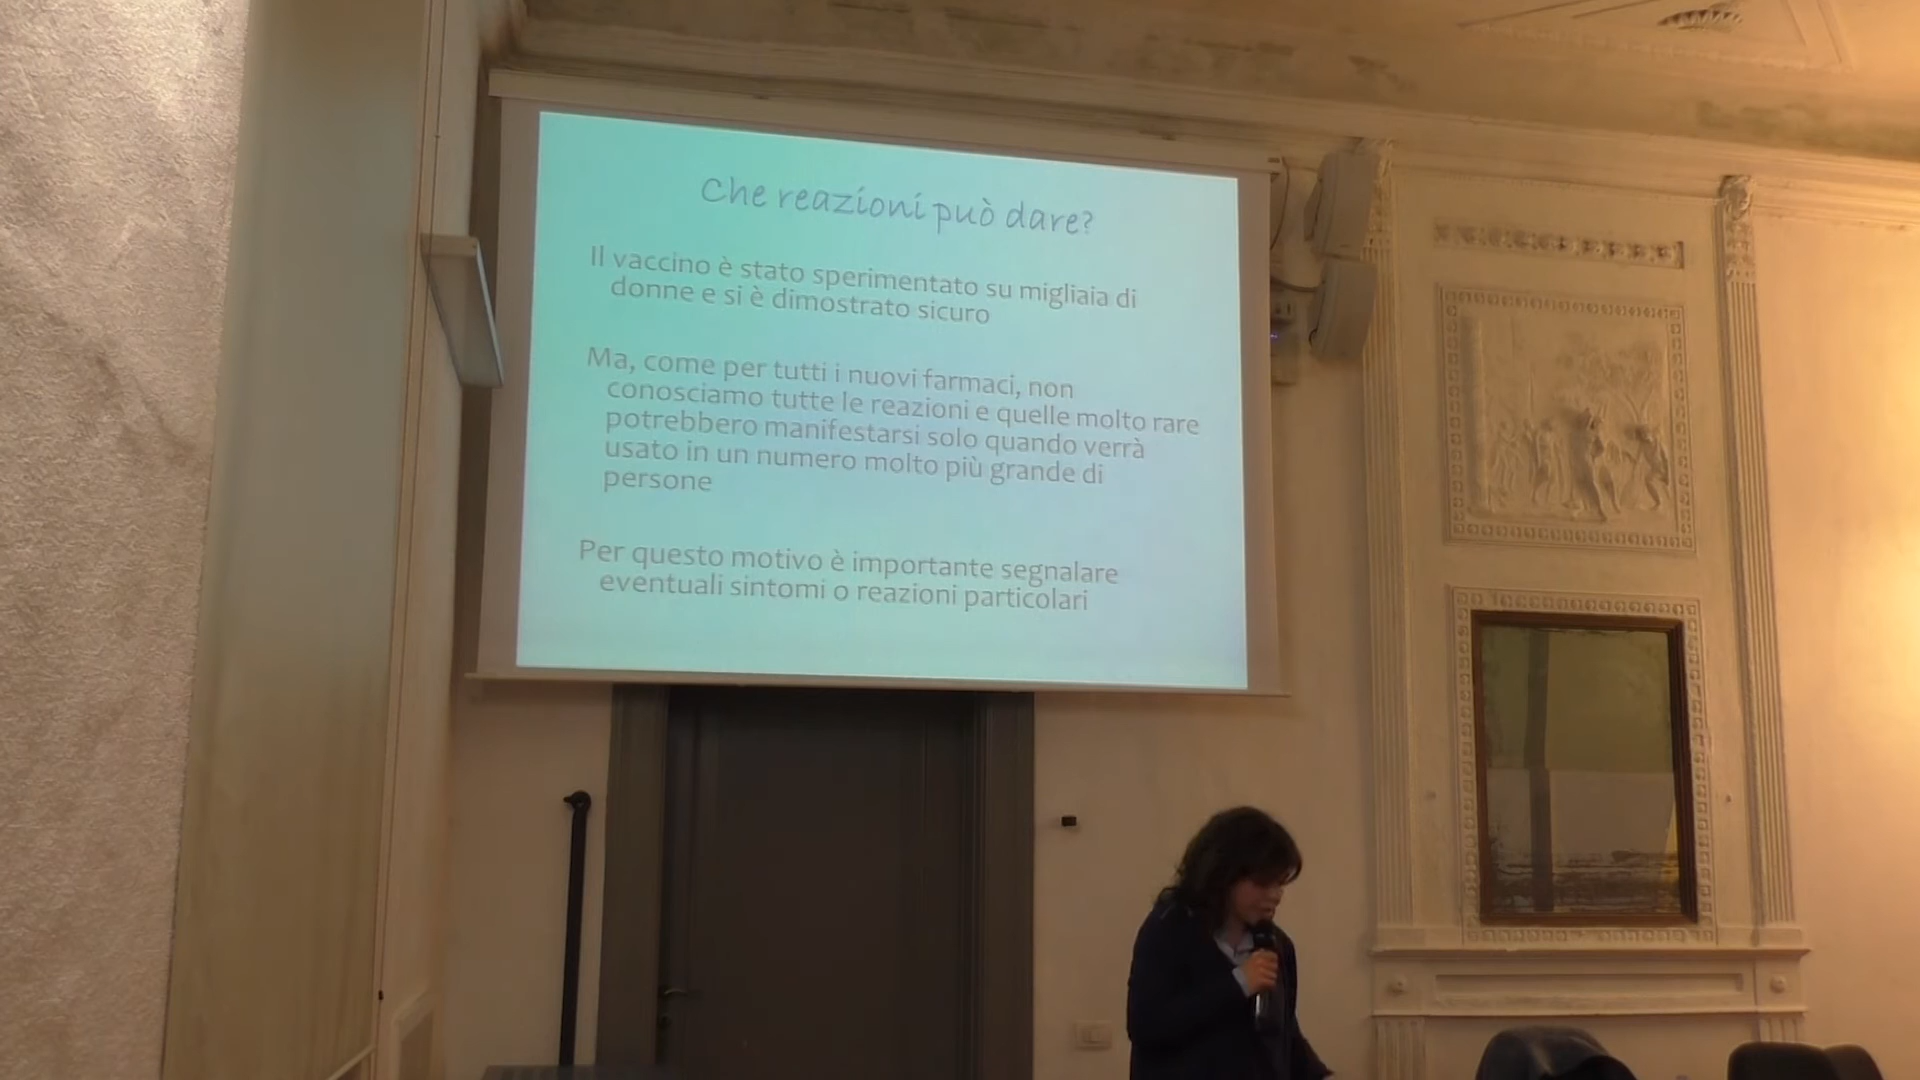 Che reazioni può dare?
Il vaccino è stato sperimentato su migliaia di
donne e si è dimostrato sicuro
Ma, come per tutti i nuovi farmaci, non
conosciamo tutte le reazioni e quelle molto rare
potrebbero manifestarsi solo quando verrà
usato in un numero molto più grande di
persone
Per questo motivo è importante segnalare
eventuali sintomi o reazioni particolari